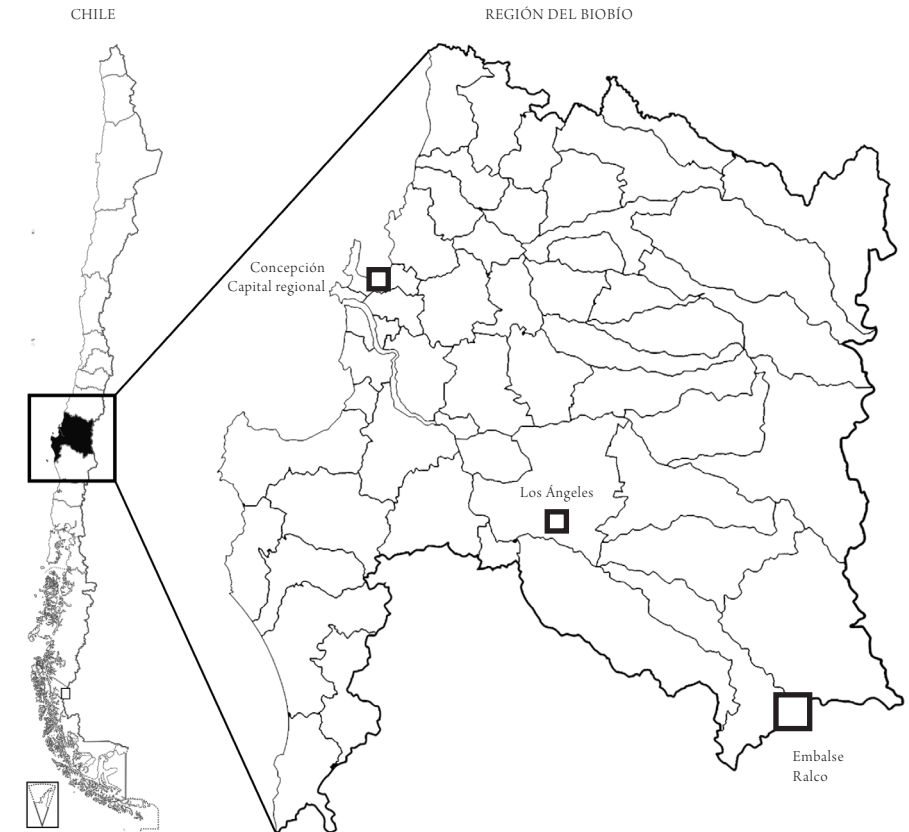 CHILE
REGIÓN DEL BIOBÍO
Concepción
Capital regional
Los Ángeles
Embalse
Ralco